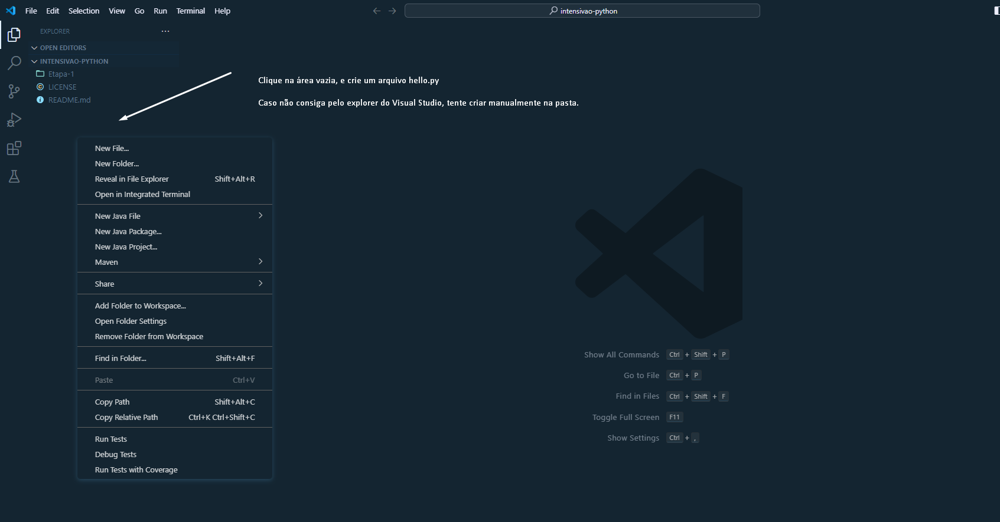 File Edit Selection View Go Run Terminal Help
intensivao-python
EXPLORER ...
OPEN EDITORS
INTENSIVAO-PYTHON
Etapa-1
LICENSE
README.md
Clique na área vazia, e crie um arquivo hello.py
Caso não consiga pelo explorer do Visual Studio, tente criar manualmente na pasta.
New File...
New Folder...
Reveal in File Explorer Shift+Alt+R
Open in Integrated Terminal
New Java File
New Java Package...
New Java Project...
Maven
Share
Add Folder to Workspace...
Open Folder Settings
Remove Folder from Workspace
Find in Folder... Shift+Alt+F
Paste Ctrl+V
Copy Path Shift+Alt+C
Copy Relative Path Ctrl+K Ctrl+Shift+C
Run Tests
Debug Tests
Run Tests with Coverage
Show All Commands Ctrl + Shift + P
Go to File Ctrl + P
Find in Files Ctrl + Shift + F
Toggle Full Screen F11
Show Settings Ctrl + ,